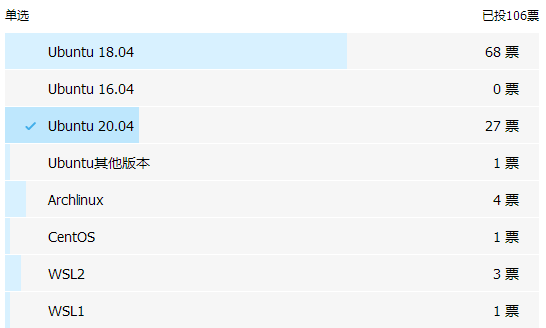 单选 已投106票
Ubuntu 18.04 68 票
Ubuntu 16.04 0 票
Ubuntu 20.04 27 票
Ubuntu其他版本 1 票
Archlinux 4 票
CentOS 1 票
WSL2 3 票
WSL1 1 票